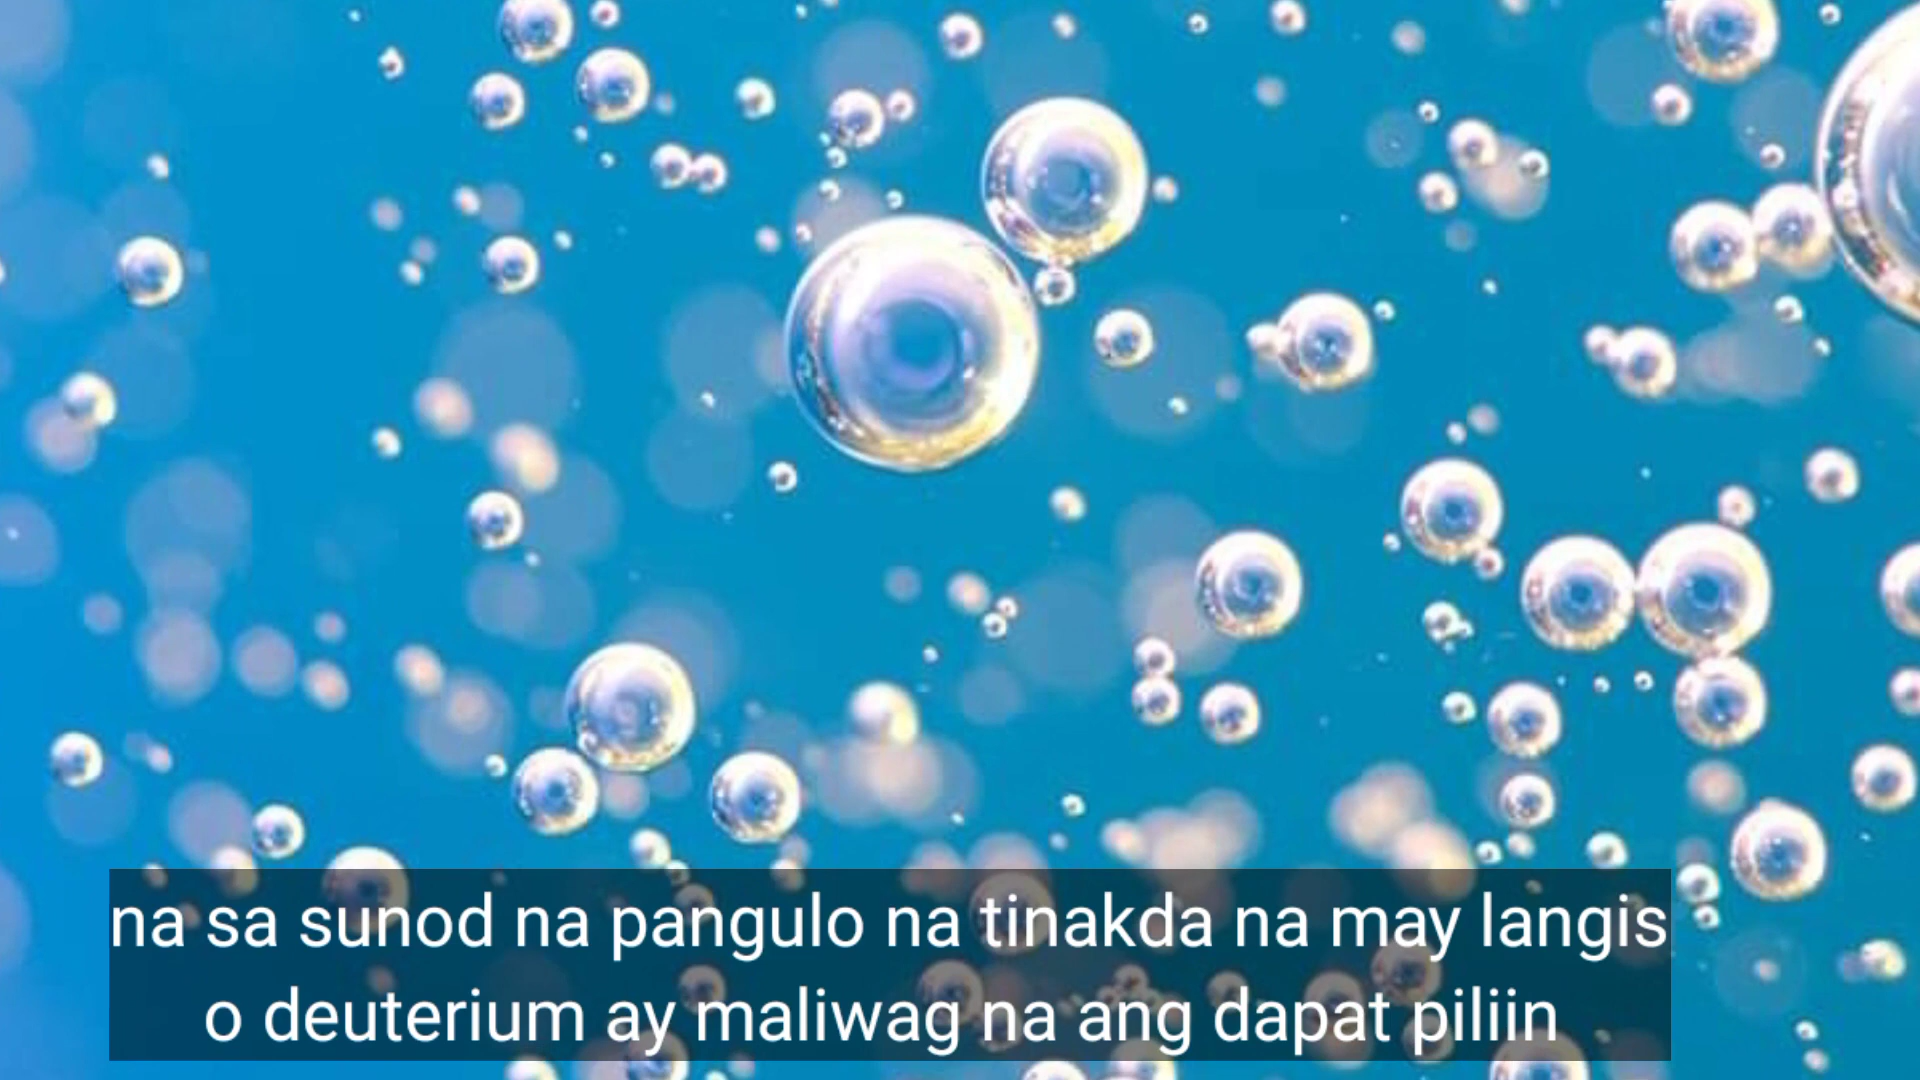 na sa sunod na pangulo na tinakda na may langis
o deuterium ay maliwag na ang dapat piliin